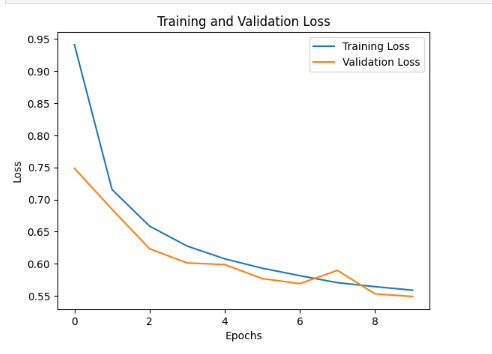 Training and Validation Loss
Training Loss
Validation Loss
0.95
0.90
0.85
0.80
0.75
0.70
0.65
0.60
0.55
Loss
0 2 4 6 8
Epochs